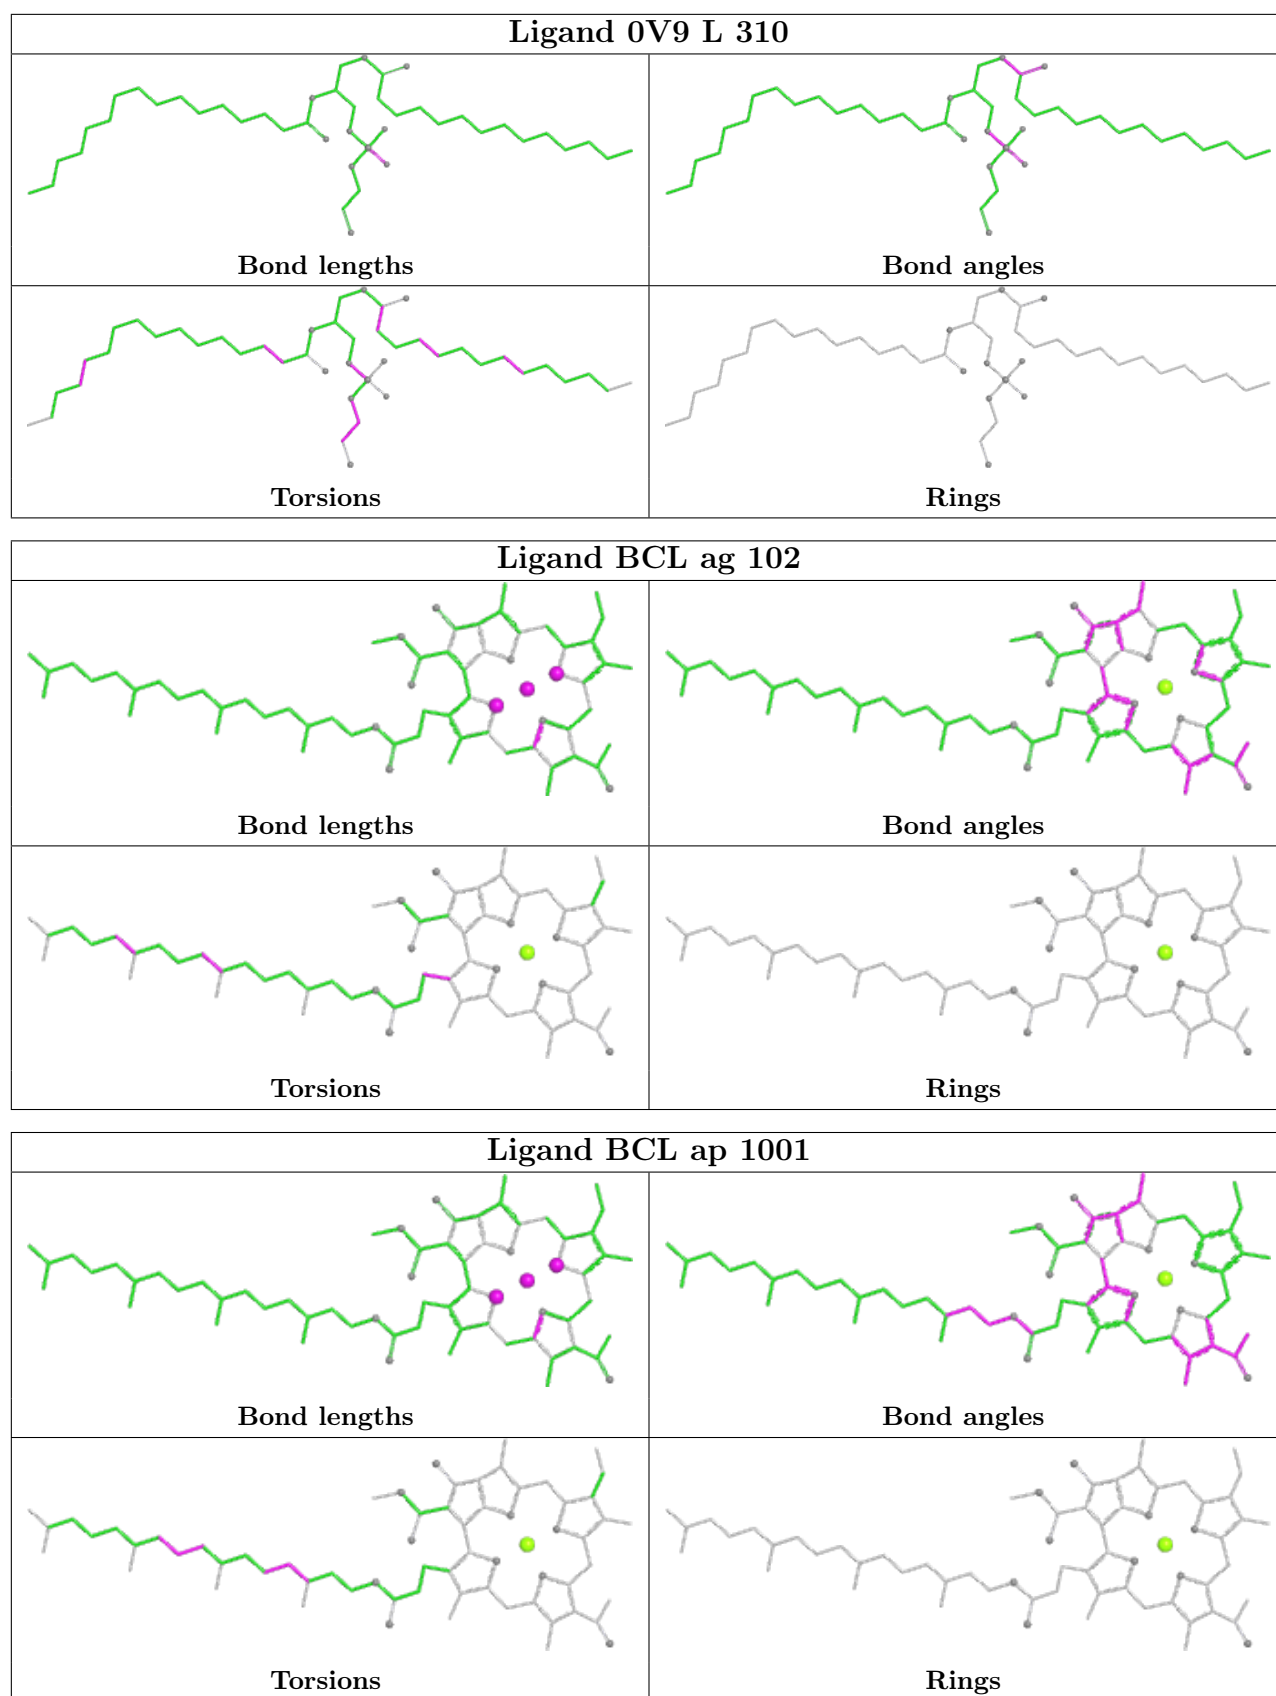 Ligand 0V9 L 310
Bond lengths
Bond angles
Torsions
Rings
Ligand BCL ag 102
Bond lengths
Bond angles
Torsions
Rings
Ligand BCL ap 1001
Bond lengths
Bond angles
Torsions
Rings